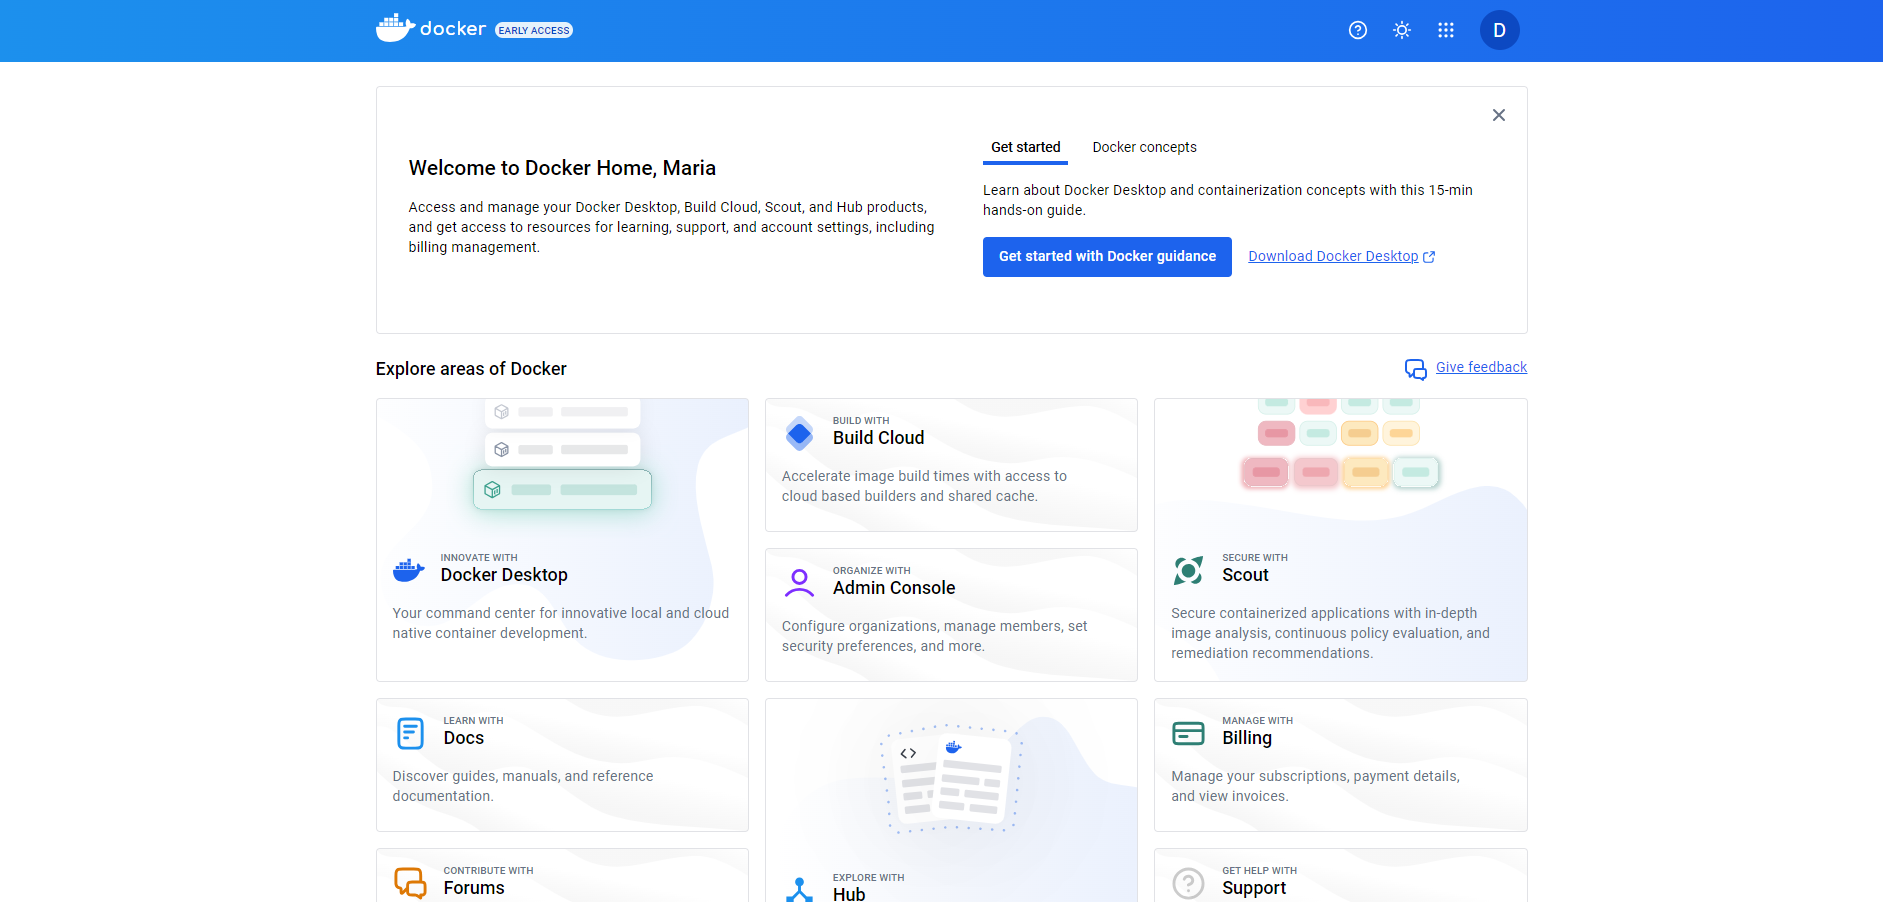 docker EARLY ACCESS
D
Welcome to Docker Home, Maria
Access and manage your Docker Desktop, Build Cloud, Scout, and Hub products,
and get access to resources for learning, support, and account settings, including
billing management.
Get started
Docker concepts
Learn about Docker Desktop and containerization concepts with this 15-min
hands-on guide.
Get started with Docker guidance
Download Docker Desktop
Explore areas of Docker
Give feedback
INNOVATE WITH
Docker Desktop
Your command center for innovative local and cloud
native container development.
BUILD WITH
Build Cloud
Accelerate image build times with access to
cloud based builders and shared cache.
ORGANIZE WITH
Admin Console
Configure organizations, manage members, set
security preferences, and more.
SECURE WITH
Scout
Secure containerized applications with in-depth
image analysis, continuous policy evaluation, and
remediation recommendations.
LEARN WITH
Docs
Discover guides, manuals, and reference
documentation.
EXPLORE WITH
Hub
MANAGE WITH
Billing
Manage your subscriptions, payment details,
and view invoices.
CONTRIBUTE WITH
Forums
GET HELP WITH
Support